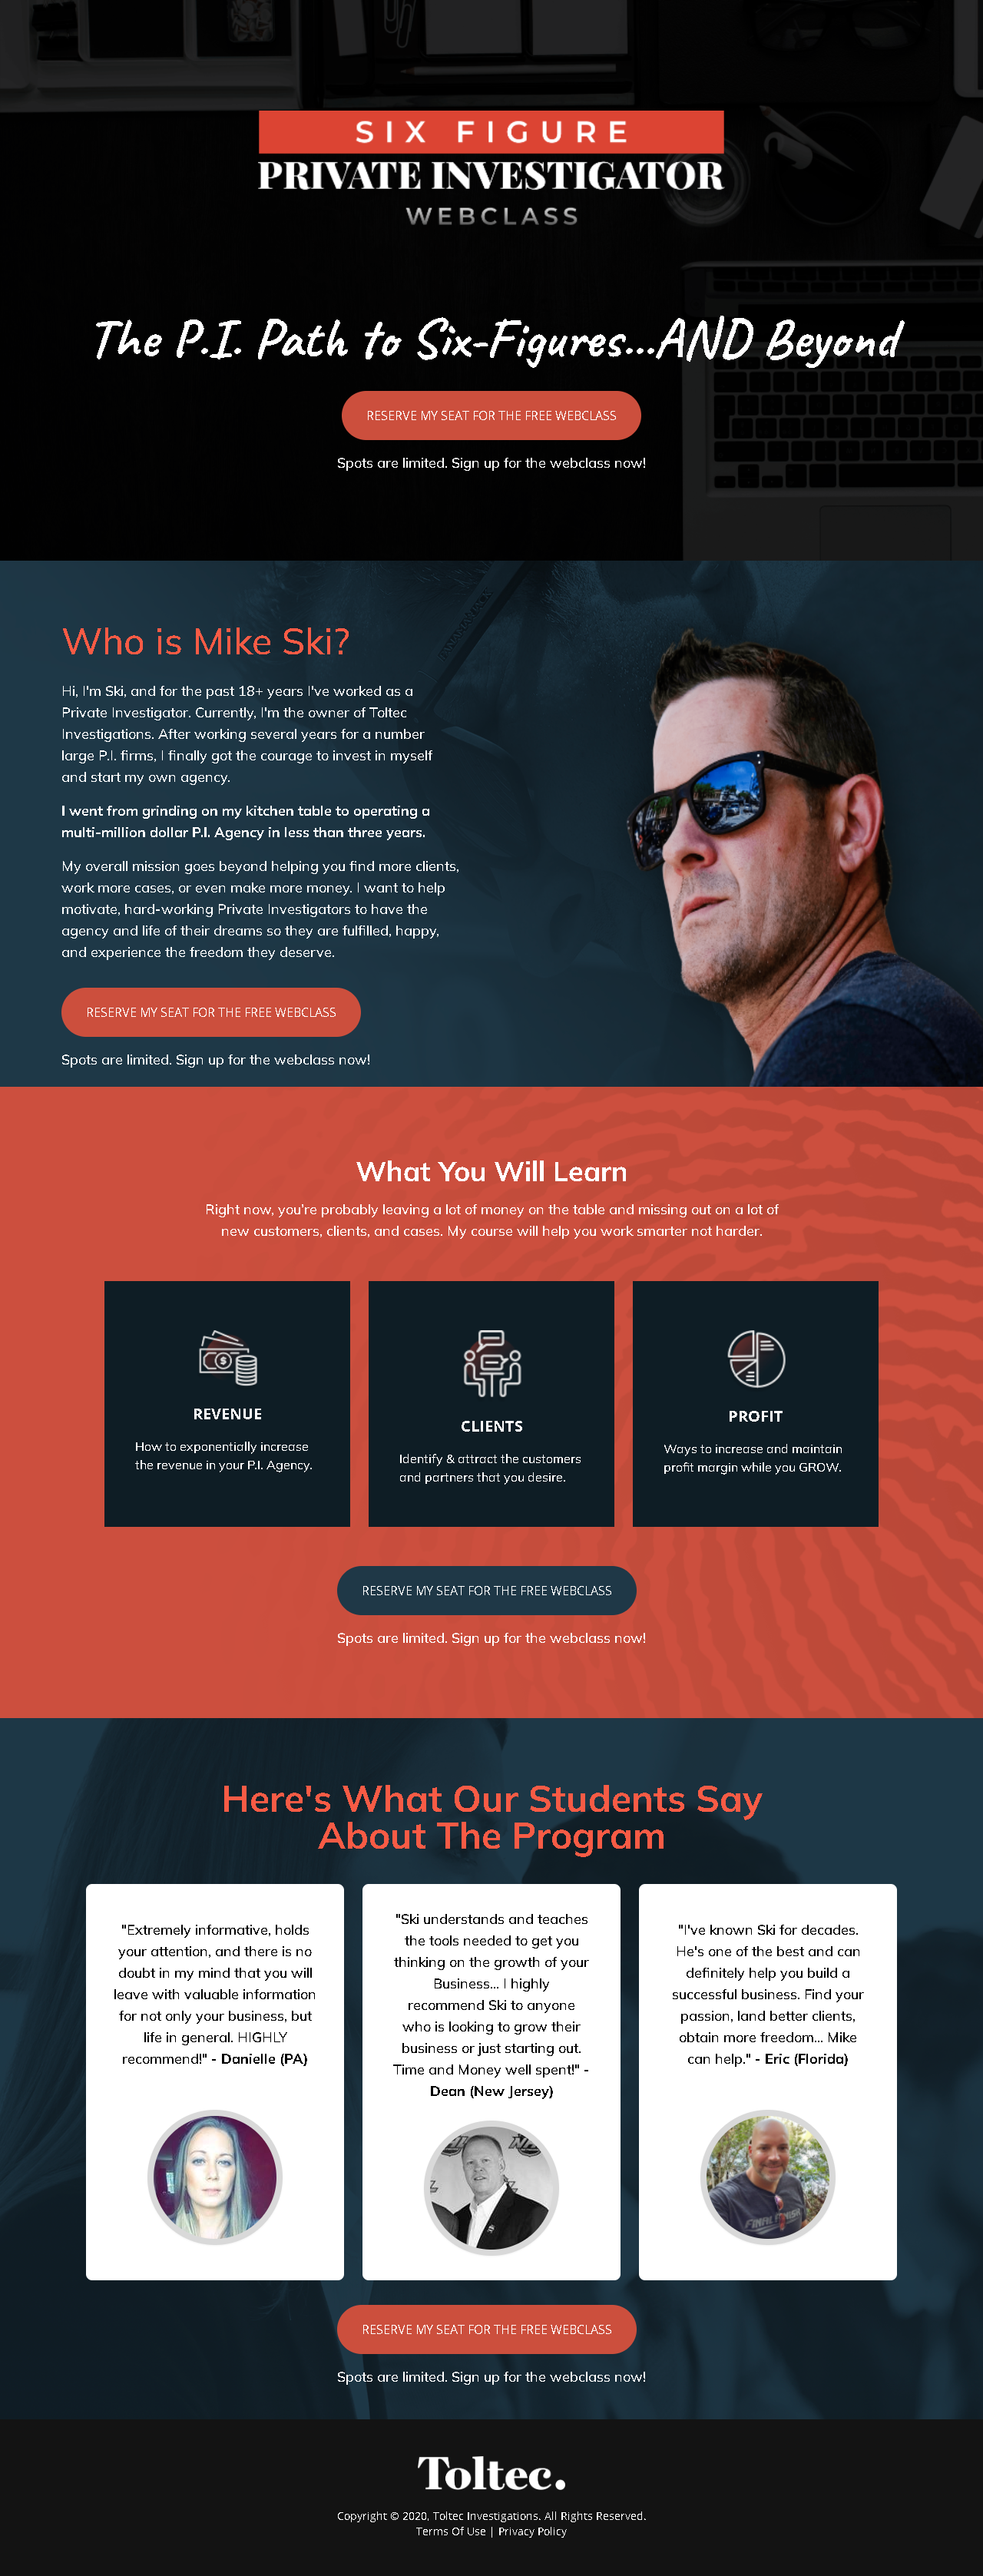 SIX FIGURE
PRIVATE INVESTIGATOR
WEBCLASS
The P.I. Path to Six-Figures...AND Beyond
RESERVE MY SEAT FOR THE FREE WEBCLASS
Spots are limited. Sign up for the webclass now!
Who is Mike Ski?
Hi, I'm Ski, and for the past 18+ years I've worked as a
Private Investigator. Currently, I'm the owner of Toltec
Investigations. After working several years for a number
large P.I. firms, I finally got the courage to invest in myself
and start my own agency.
I went from grinding on my kitchen table to operating a
multi-million dollar P.I. Agency in less than three years.
My overall mission goes beyond helping you find more clients,
work more cases, or even make more money. I want to help
motivate, hard-working Private Investigators to have the
agency and life of their dreams so they are fulfilled, happy,
and experience the freedom they deserve.
RESERVE MY SEAT FOR THE FREE WEBCLASS
Spots are limited. Sign up for the webclass now!
What You Will Learn
Right now, you're probably leaving a lot of money on the table and missing out on a lot of
new customers, clients, and cases. My course will help you work smarter not harder.
REVENUE
How to exponentially increase
the revenue in your P.I. Agency.
CLIENTS
Identify & attract the customers
and partners that you desire.
PROFIT
Ways to increase and maintain
profit margin while you GROW.
RESERVE MY SEAT FOR THE FREE WEBCLASS
Spots are limited. Sign up for the webclass now!
Here's What Our Students Say
About The Program
"Extremely informative, holds
your attention, and there is no
doubt in my mind that you will
leave with valuable information
for not only your business, but
life in general. HIGHLY
recommend!" - Danielle (PA)
"Ski understands and teaches
the tools needed to get you
thinking on the growth of your
Business... I highly
recommend Ski to anyone
who is looking to grow their
business or just starting out.
Time and Money well spent!" -
Dean (New Jersey)
"I've known Ski for decades.
He's one of the best and can
definitely help you build a
successful business. Find your
passion, land better clients,
obtain more freedom... Mike
can help." - Eric (Florida)
RESERVE MY SEAT FOR THE FREE WEBCLASS
Spots are limited. Sign up for the webclass now!
Toltec.
Copyright © 2020, Toltec Investigations. All Rights Reserved.
Terms Of Use | Privacy Policy